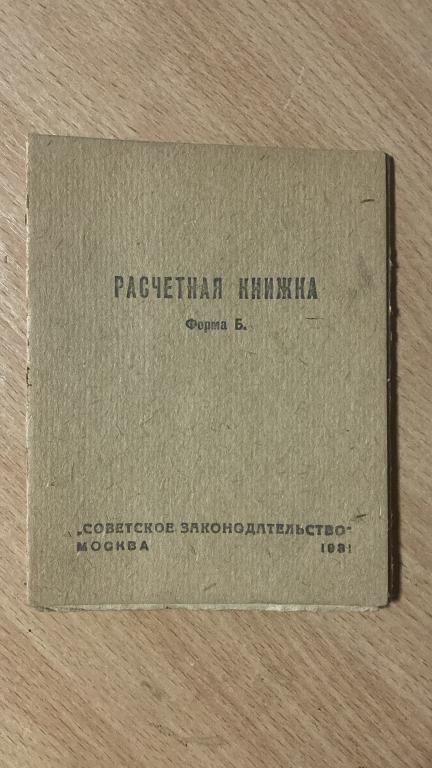 РАСЧЕТНАЯ КНИЖКА
Форма Б.
„СОВЕТСКОЕ ЗАКОНОДАТЕЛЬСТВО"
МОСКВА 1931